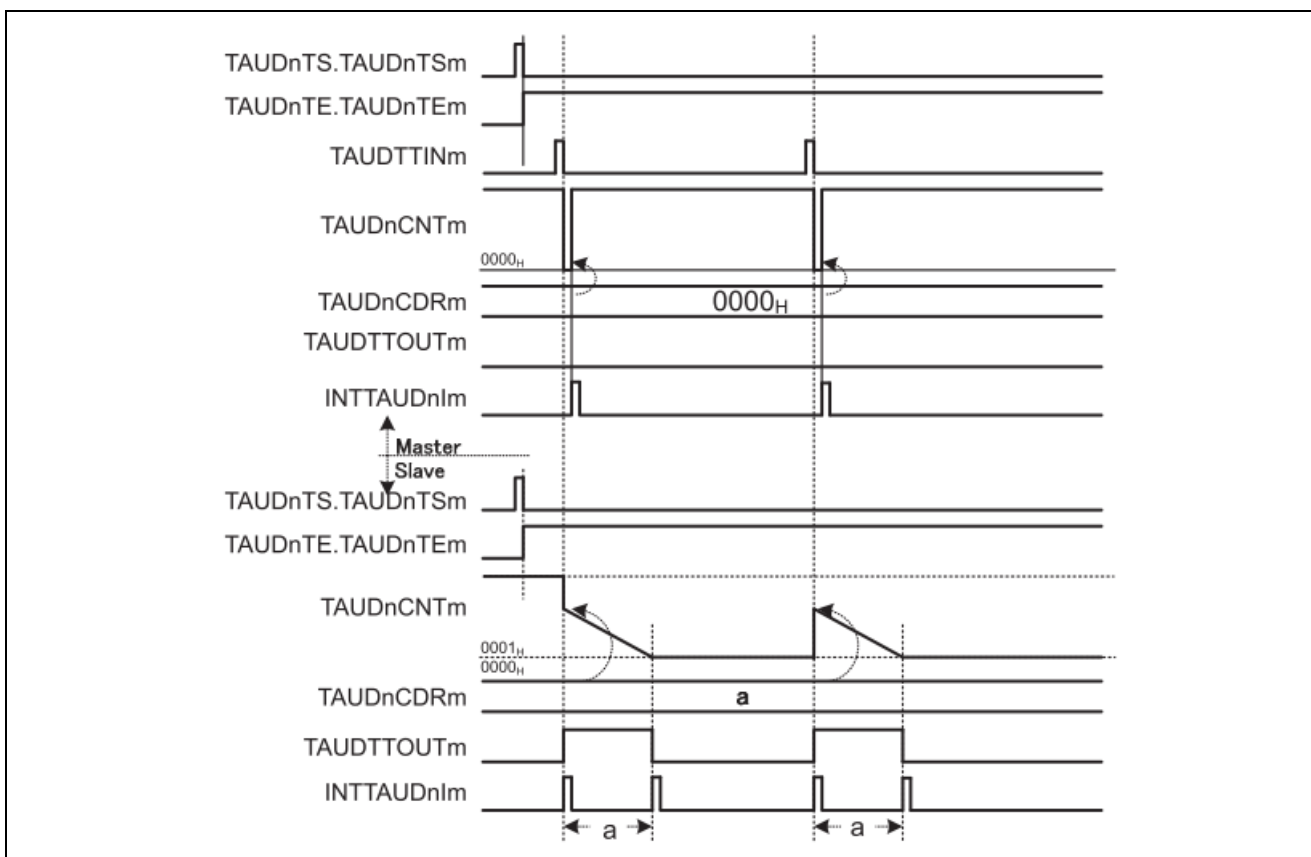 TAUDnTS.TAUDnTSm
TAUDnTE.TAUDnTEm
TAUDTTINm
TAUDnCNTm
0000H
TAUDnCDRm
0000H
TAUDTTOUTm
INTTAUDnIm
Master
Slave
TAUDnTS.TAUDnTSm
TAUDnTE.TAUDnTEm
TAUDnCNTm
0001H
0000H
TAUDnCDRm
a
TAUDTTOUTm
INTTAUDnIm
a
a